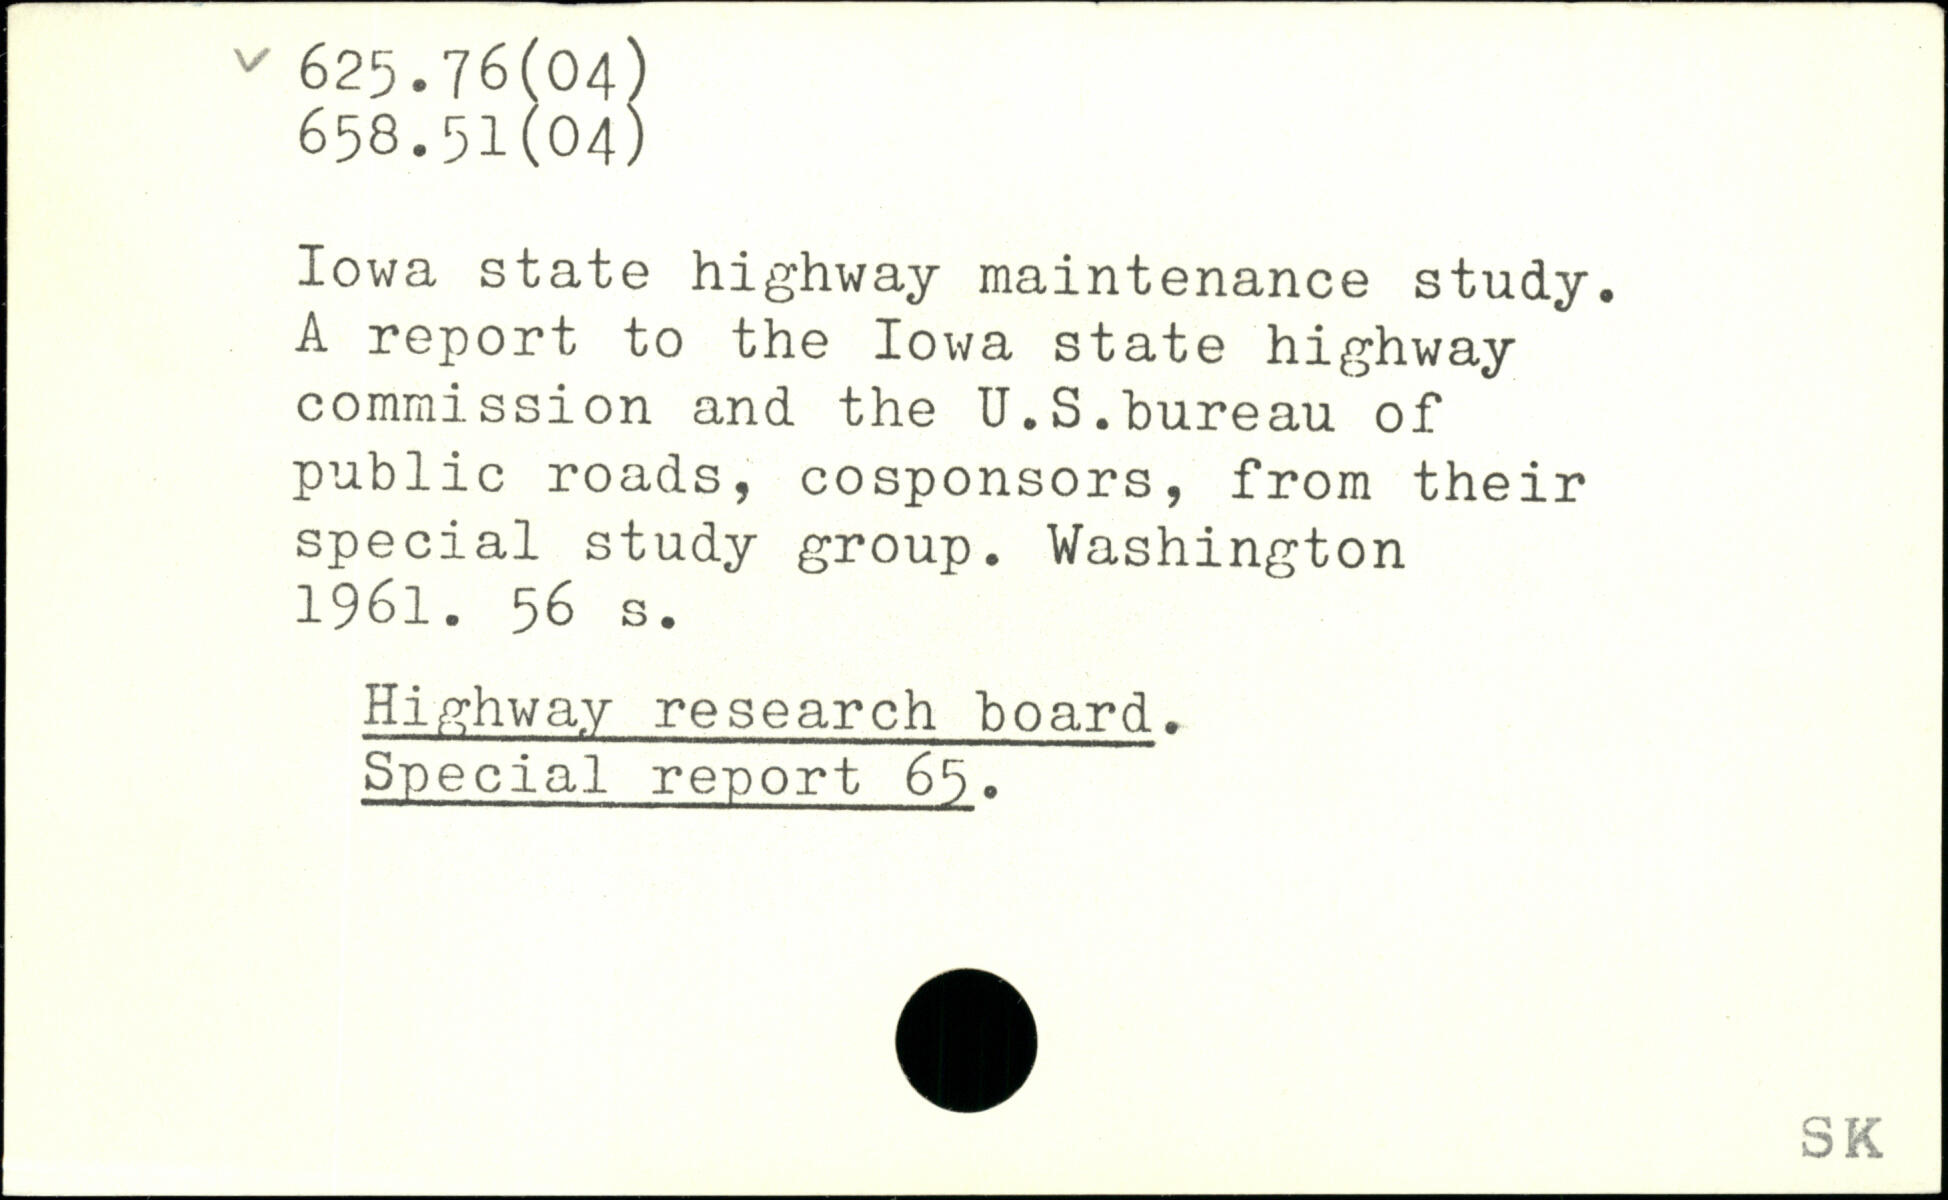 ✓ 625.76(04)
658.51(04)
Iowa state highway maintenance study.
A report to the Iowa state highway
commission and the U.S.bureau of
public roads, cosponsors, from their
special study group. Washington
1961. 56 s.
Highway research board.
Special report 65.
SK